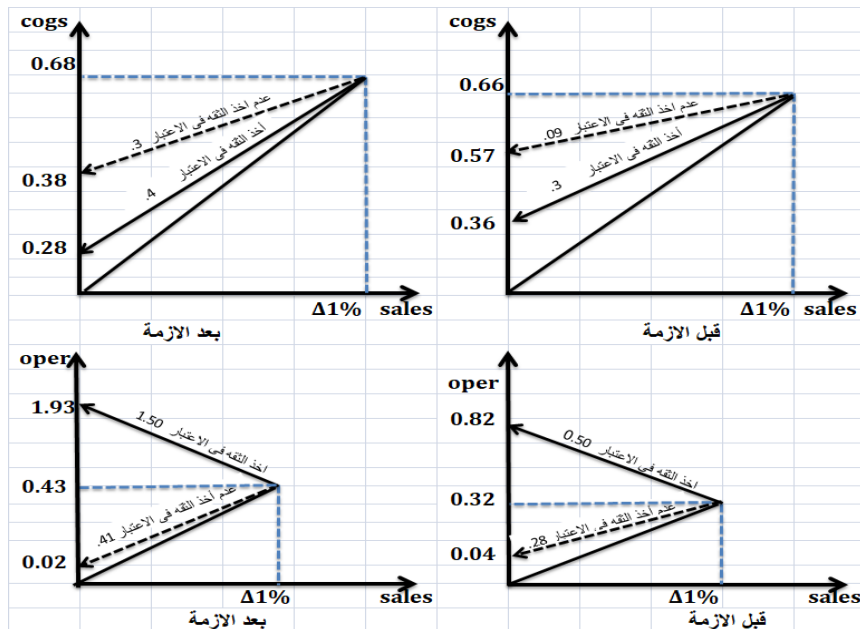 cogs
0.68
عدم اخذ الثقه فى الاعتبار .3
0.38
أخذ الثقه فى الاعتبار .4
0.28
Δ1% sales
بعد الازمة
cogs
0.66
عدم اخذ الثقه فى الاعتبار .09
0.57
أخذ الثقه فى الاعتبار .3
0.36
Δ1% sales
قبل الازمة
oper
1.93
اخذ الثقه فى الاعتبار 1.50
0.43
عدم أخذ الثقه فى الاعتبار .41
0.02
Δ1% sales
بعد الازمة
oper
0.82
اخذ الثقه فى الاعتبار 0.50
0.32
عدم أخذ الثقه فى الاعتبار .28
0.04
Δ1% sales
قبل الازمة